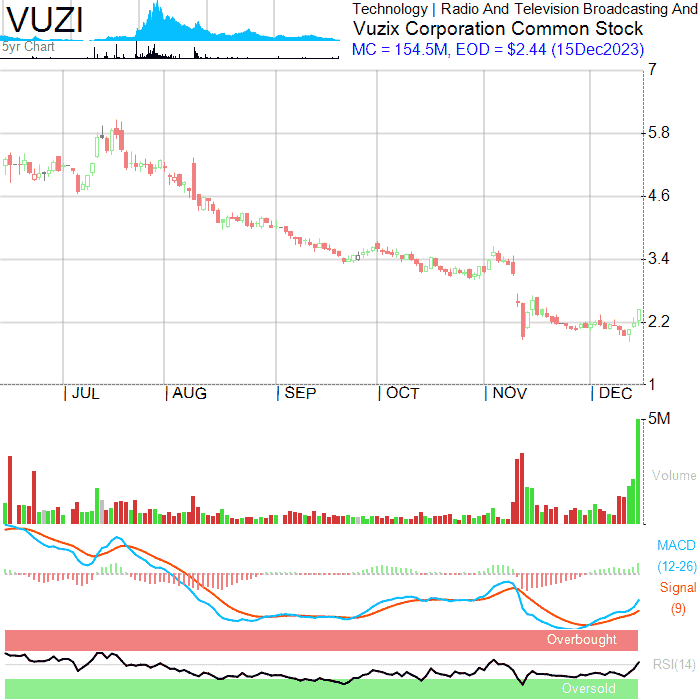 VUZI
5yr Chart
Technology | Radio And Television Broadcasting And
Vuzix Corporation Common Stock
MC = 154.5M, EOD = $2.44 (15Dec2023)
7
5.8
4.6
3.4
2.2
1
JUL
AUG
SEP
OCT
NOV
DEC
5M
Volume
MACD
(12-26)
Signal
(9)
Overbought
RSI(14)
Oversold